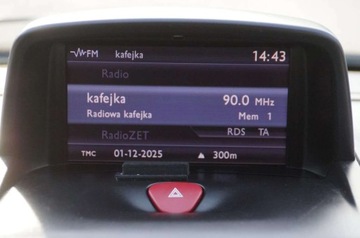 FM kafejka 14:43
Radio
kafejka 90.0 MHz
Radiowa kafejka Mem 1
RadioZET RDS TA
TMC 01-12-2025 300m